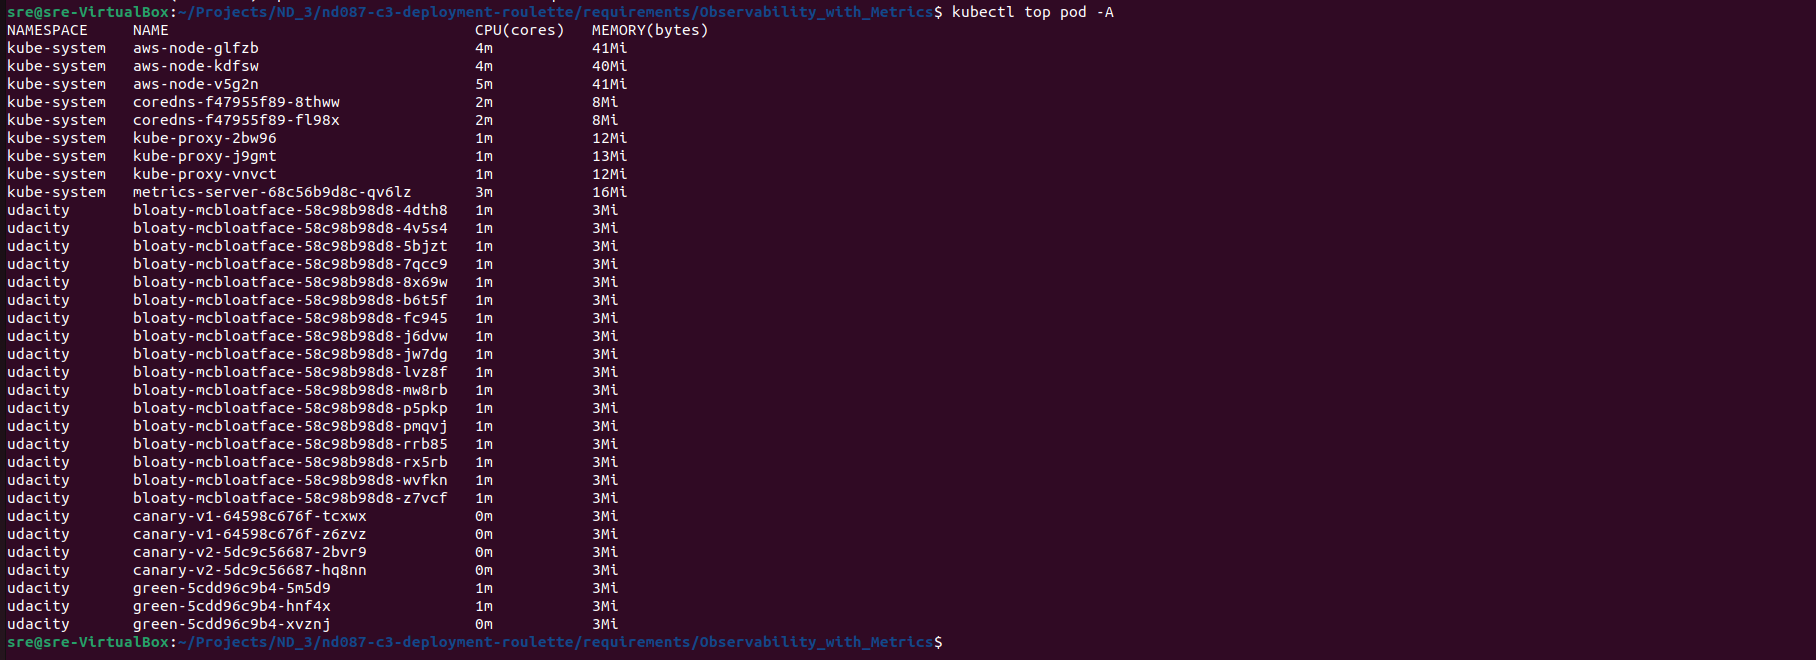 sre@sre-VirtualBox:~/Projects/ND_3/nd087-c3-deployment-roulette/requirements/Observability_with_Metrics$ kubectl top pod -A
NAMESPACE     NAME                                  CPU(cores)   MEMORY(bytes)
kube-system   aws-node-glfzb                        4m           41Mi
kube-system   aws-node-kdfsw                        4m           40Mi
kube-system   aws-node-v5g2n                        5m           41Mi
kube-system   coredns-f47955f89-8thww               2m           8Mi
kube-system   coredns-f47955f89-fl98x               2m           8Mi
kube-system   kube-proxy-2bw96                      1m           12Mi
kube-system   kube-proxy-j9gmt                      1m           13Mi
kube-system   kube-proxy-vnvct                      1m           12Mi
kube-system   metrics-server-68c56b9d8c-qv6lz       3m           16Mi
udacity       bloaty-mcbloatface-58c98b98d8-4dth8   1m           3Mi
udacity       bloaty-mcbloatface-58c98b98d8-4v5s4   1m           3Mi
udacity       bloaty-mcbloatface-58c98b98d8-5bjzt   1m           3Mi
udacity       bloaty-mcbloatface-58c98b98d8-7qcc9   1m           3Mi
udacity       bloaty-mcbloatface-58c98b98d8-8x69w   1m           3Mi
udacity       bloaty-mcbloatface-58c98b98d8-b6t5f   1m           3Mi
udacity       bloaty-mcbloatface-58c98b98d8-fc945   1m           3Mi
udacity       bloaty-mcbloatface-58c98b98d8-j6dvw   1m           3Mi
udacity       bloaty-mcbloatface-58c98b98d8-jw7dg   1m           3Mi
udacity       bloaty-mcbloatface-58c98b98d8-lvz8f   1m           3Mi
udacity       bloaty-mcbloatface-58c98b98d8-mw8rb   1m           3Mi
udacity       bloaty-mcbloatface-58c98b98d8-p5pkp   1m           3Mi
udacity       bloaty-mcbloatface-58c98b98d8-pmqvj   1m           3Mi
udacity       bloaty-mcbloatface-58c98b98d8-rrb85   1m           3Mi
udacity       bloaty-mcbloatface-58c98b98d8-rx5rb   1m           3Mi
udacity       bloaty-mcbloatface-58c98b98d8-wvfkn   1m           3Mi
udacity       bloaty-mcbloatface-58c98b98d8-z7vcf   1m           3Mi
udacity       canary-v1-64598c676f-tcxwx            0m           3Mi
udacity       canary-v1-64598c676f-z6zvz            0m           3Mi
udacity       canary-v2-5dc9c56687-2bvr9            0m           3Mi
udacity       canary-v2-5dc9c56687-hq8nn            0m           3Mi
udacity       green-5cdd96c9b4-5m5d9                1m           3Mi
udacity       green-5cdd96c9b4-hnf4x                1m           3Mi
udacity       green-5cdd96c9b4-xvznj                0m           3Mi
sre@sre-VirtualBox:~/Projects/ND_3/nd087-c3-deployment-roulette/requirements/Observability_with_Metrics$